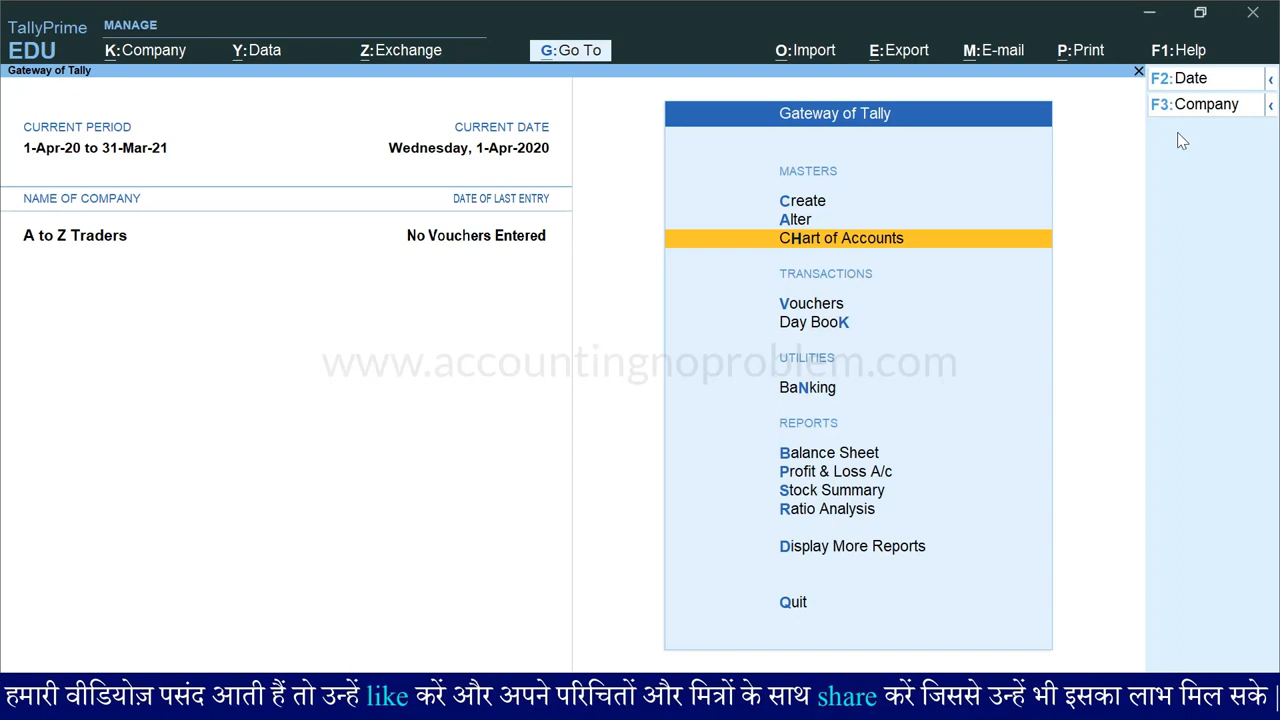 TallyPrime
EDU
MANAGE
K:Company
Y:Data
Z:Exchange
G:Go To
O:Import
E:Export
M:E-mail
P:Print
F1:Help
Gateway of Tally
F2:Date
F3:Company
CURRENT PERIOD
CURRENT DATE
1-Apr-20 to 31-Mar-21
Wednesday, 1-Apr-2020
NAME OF COMPANY
DATE OF LAST ENTRY
A to Z Traders
No Vouchers Entered
Gateway of Tally
MASTERS
Create
Alter
CHart of Accounts
TRANSACTIONS
Vouchers
Day BooK
UTILITIES
BaNking
REPORTS
Balance Sheet
Profit & Loss A/c
Stock Summary
Ratio Analysis
Display More Reports
Quit
www.accountingnoproblem.com
हमारी वीडियोज़ पसंद आती हैं तो उन्हें like करें और अपने परिचितों और मित्रों के साथ share करें जिससे उन्हें भी इसका लाभ मिल सके |